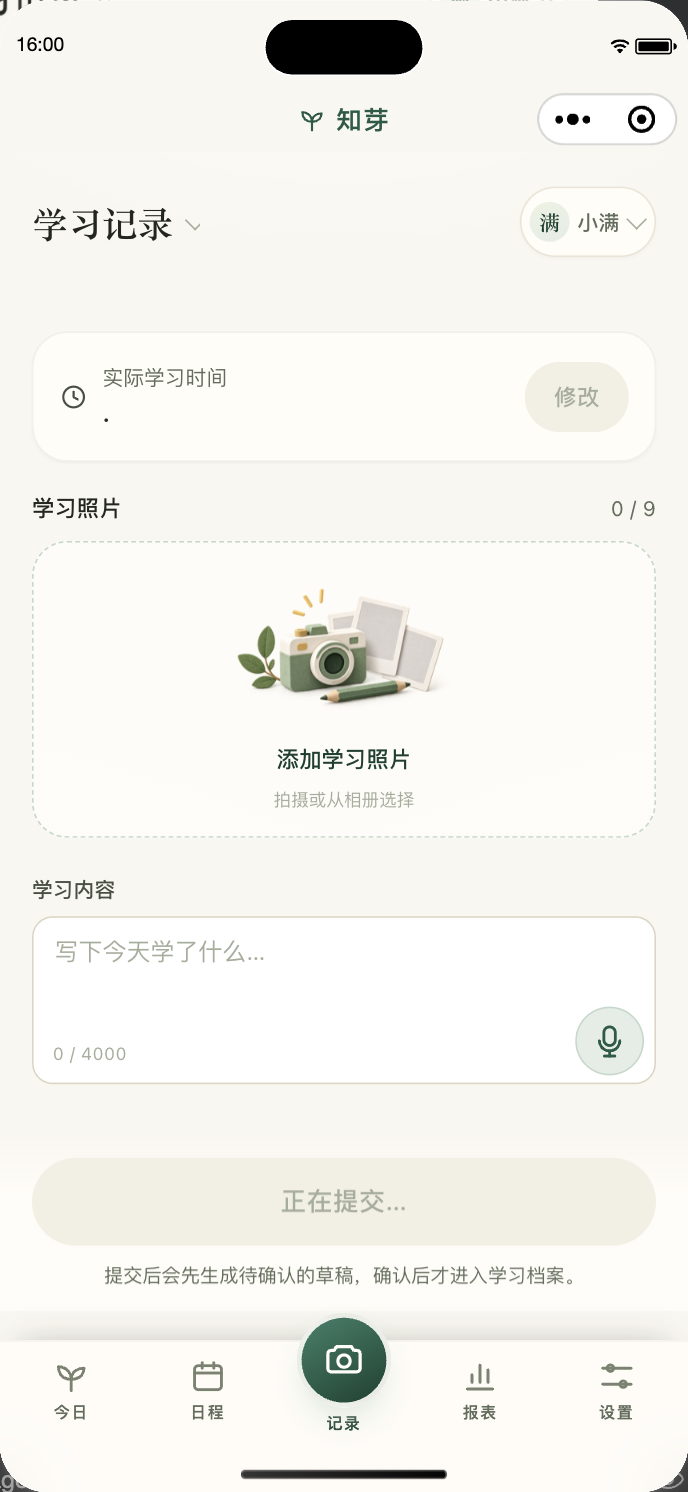 16:00
知芽
学习记录
满 小满
实际学习时间
·
修改
学习照片
0 / 9
添加学习照片
拍摄或从相册选择
学习内容
写下今天学了什么...
0 / 4000
正在提交...
提交后会先生成待确认的草稿，确认后才进入学习档案。
今日
日程
记录
报表
设置